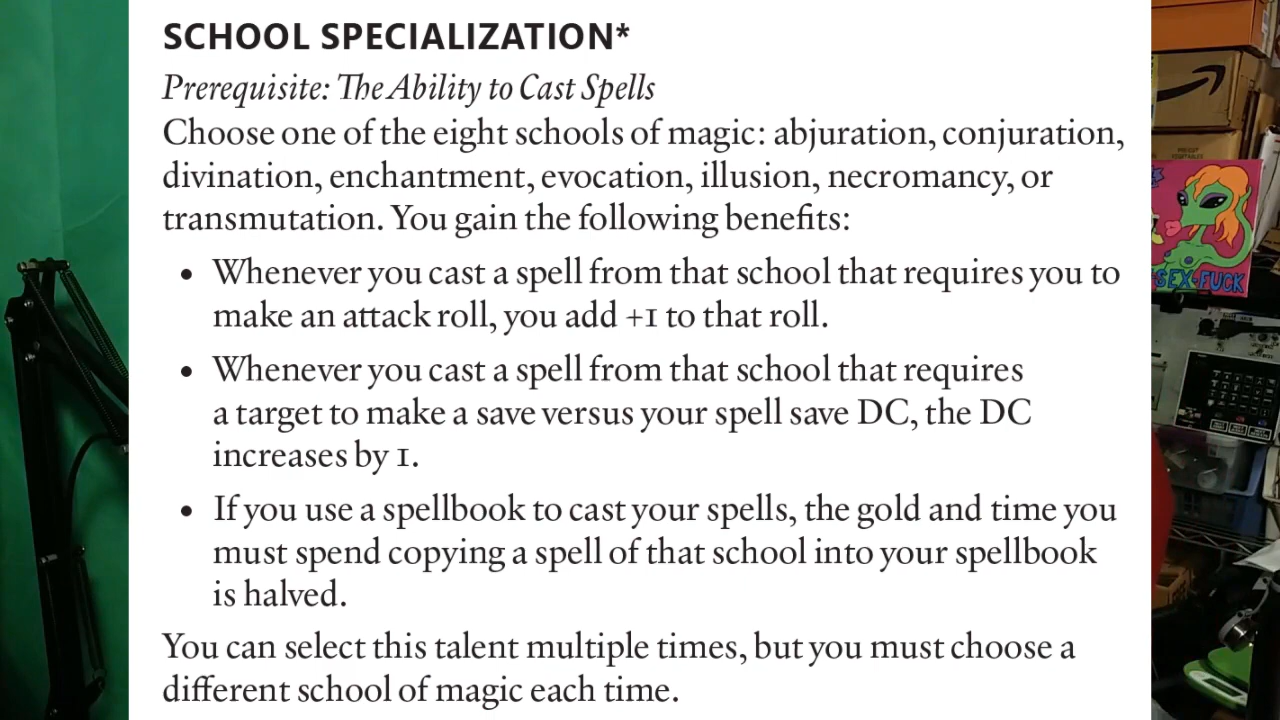 SCHOOL SPECIALIZATION*
Prerequisite: The Ability to Cast Spells
Choose one of the eight schools of magic: abjuration, conjuration,
divination, enchantment, evocation, illusion, necromancy, or
transmutation. You gain the following benefits:
• Whenever you cast a spell from that school that requires you to
make an attack roll, you add +1 to that roll.
• Whenever you cast a spell from that school that requires
a target to make a save versus your spell save DC, the DC
increases by 1.
• If you use a spellbook to cast your spells, the gold and time you
must spend copying a spell of that school into your spellbook
is halved.
You can select this talent multiple times, but you must choose a
different school of magic each time.
SEX FUCK